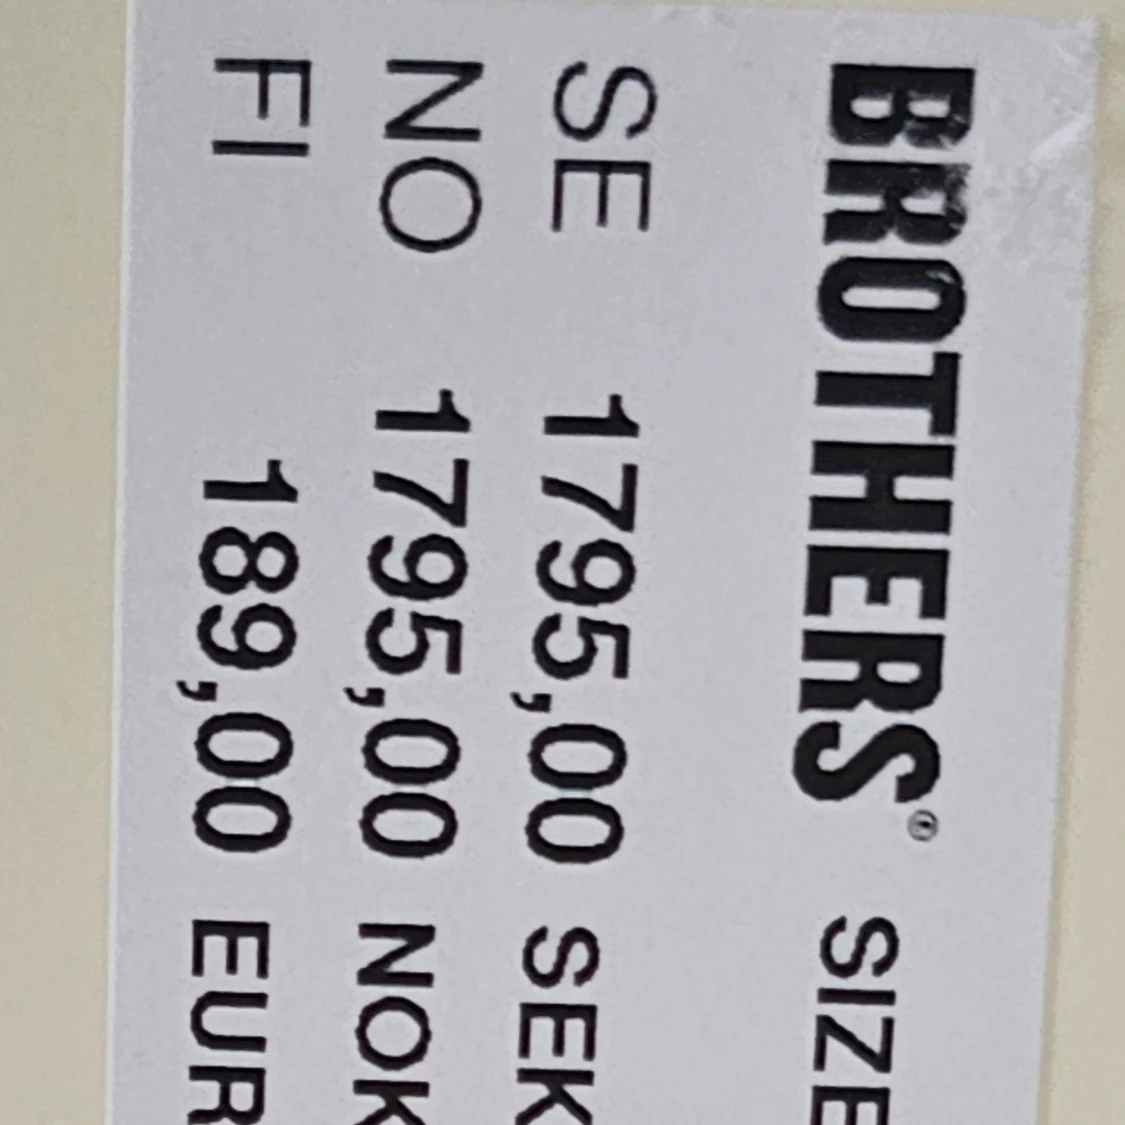 BROTHERS® SIZE
SE 1795,00 SEK
NO 1795,00 NOK
FI 189,00 EUR